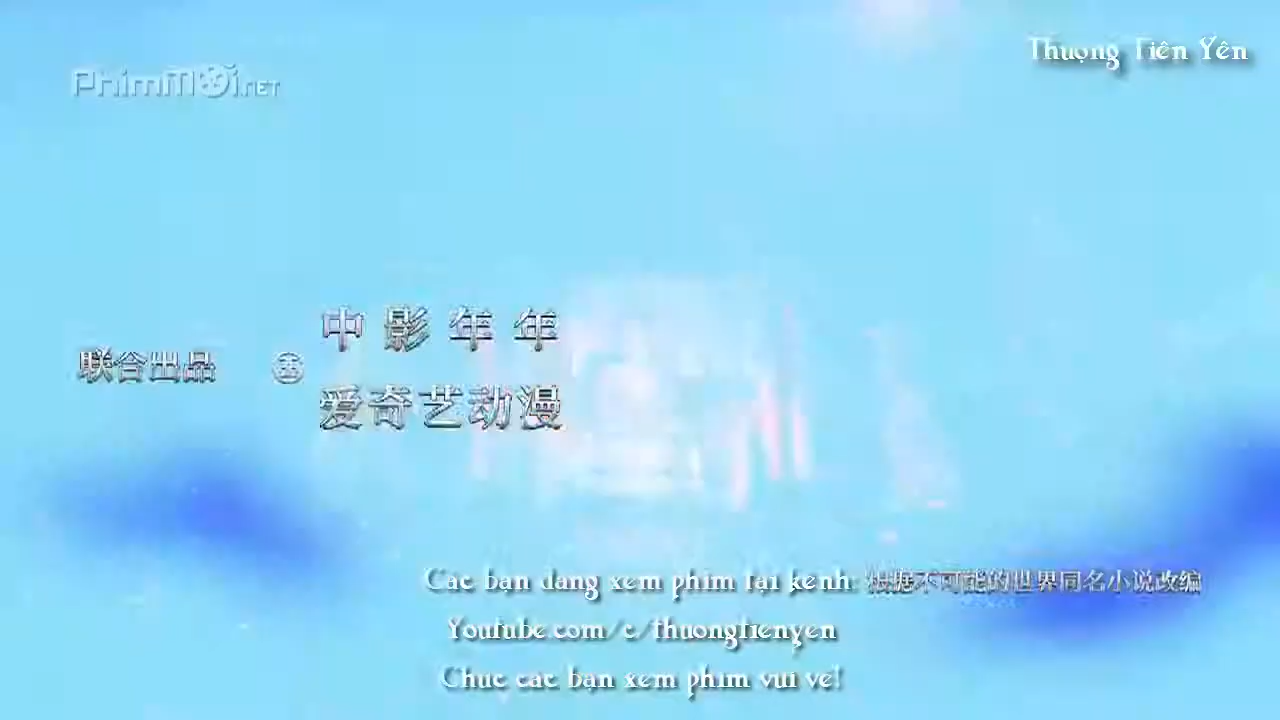 PhimMoi.NET
Thượng Tiên Yên
中影年年
联合出品
爱奇艺动漫
Các bạn đang xem phim tại kênh:
根据不可能的世界同名小说改编
Youtube.com/c/thuongtienyen
Chúc các bạn xem phim vui vẻ!